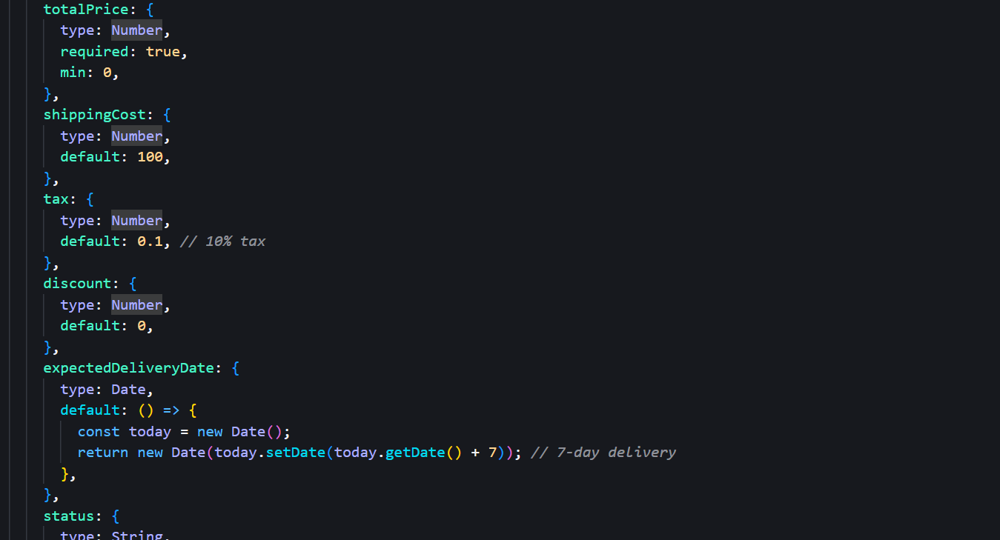 totalPrice: {
type: Number,
required: true,
min: 0,
},
shippingCost: {
type: Number,
default: 100,
},
tax: {
type: Number,
default: 0.1, // 10% tax
},
discount: {
type: Number,
default: 0,
},
expectedDeliveryDate: {
type: Date,
default: () => {
const today = new Date();
return new Date(today.setDate(today.getDate() + 7)); // 7-day delivery
},
},
status: {
type: String,